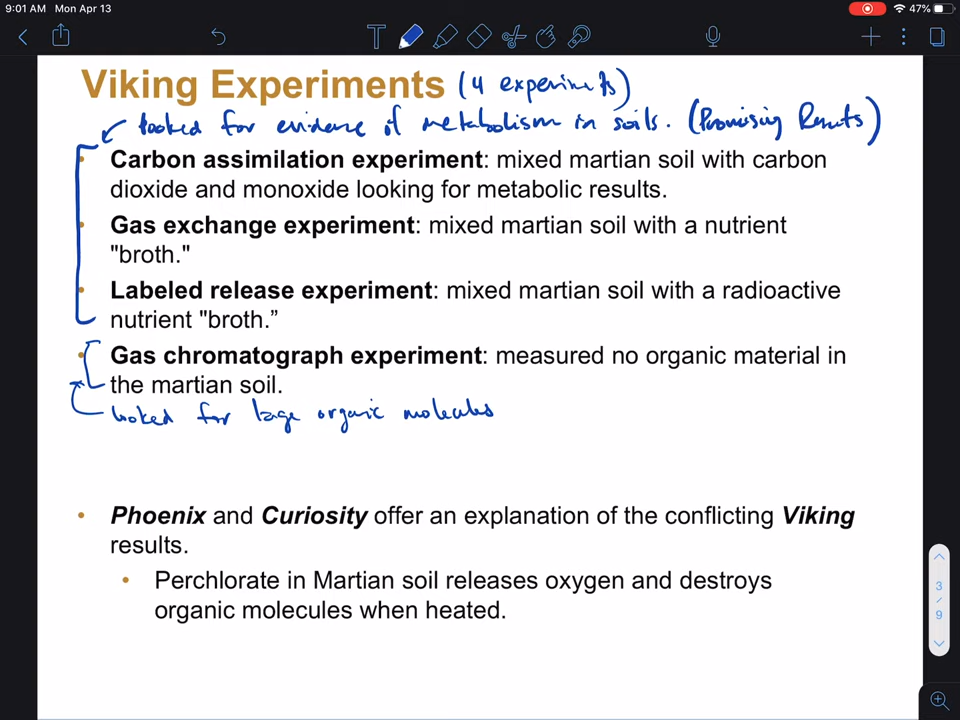 9:01 AM Mon Apr 13
47%
Viking Experiments (4 experiments)
looked for evidence of metabolism in soils. (Promising Results)
• Carbon assimilation experiment: mixed martian soil with carbon
dioxide and monoxide looking for metabolic results.
• Gas exchange experiment: mixed martian soil with a nutrient
"broth."
• Labeled release experiment: mixed martian soil with a radioactive
nutrient "broth.”
• Gas chromatograph experiment: measured no organic material in
the martian soil.
looked for large organic molecules
• Phoenix and Curiosity offer an explanation of the conflicting Viking
results.
• Perchlorate in Martian soil releases oxygen and destroys
organic molecules when heated.
3
/
9